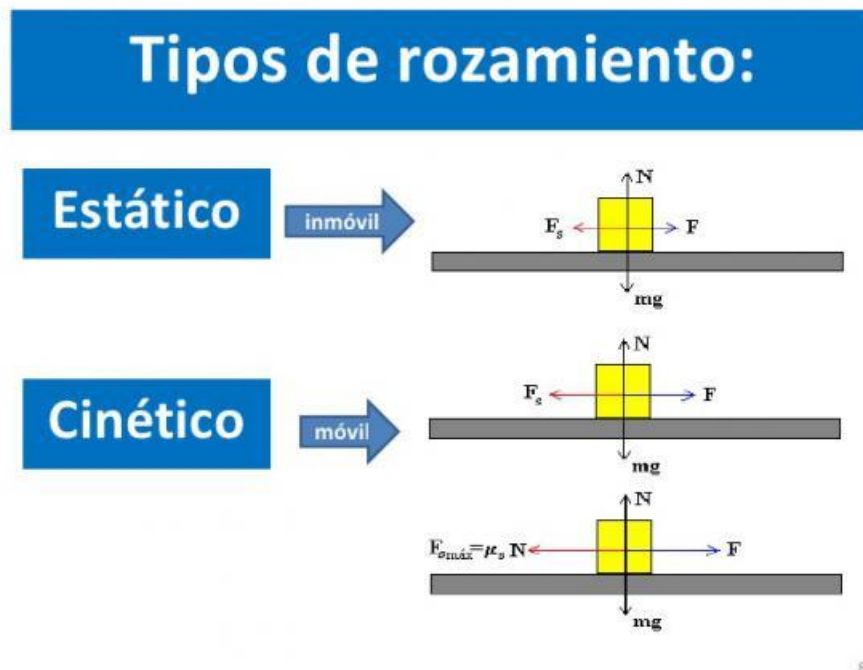 Tipos de rozamiento:
Estático
inmóvil
N
Fₛ
F
mg
Cinético
móvil
N
Fₛ
F
mg
N
Fₛₘáₓ=μₛ N
F
mg